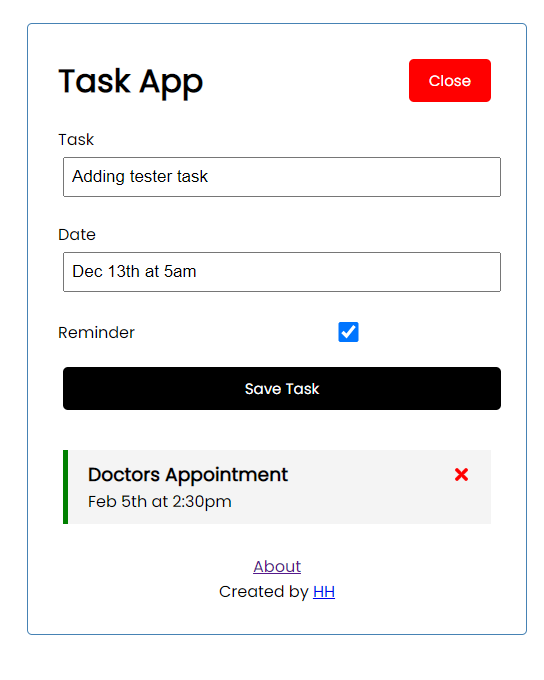 Task App
Close
Task
Adding tester task
Date
Dec 13th at 5am
Reminder
Save Task
Doctors Appointment
Feb 5th at 2:30pm
About
Created by HH